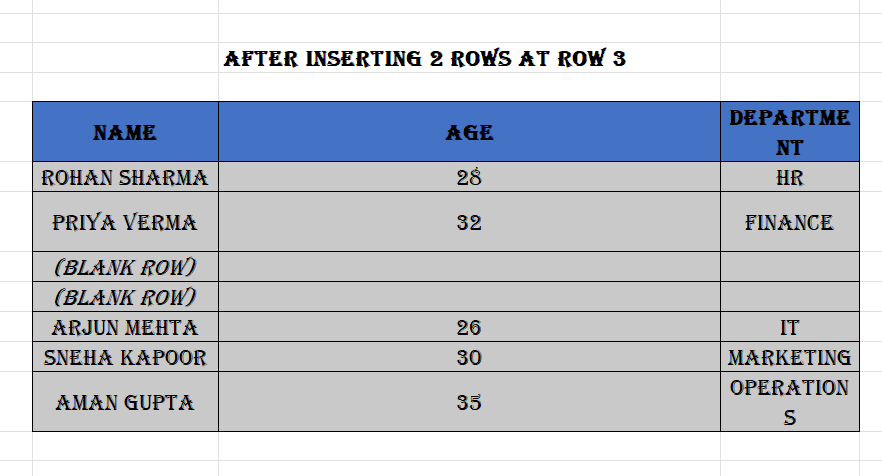 AFTER INSERTING 2 ROWS AT ROW 3
NAME AGE DEPARTME
NT
ROHAN SHARMA 28 HR
PRIYA VERMA 32 FINANCE
(BLANK ROW)
(BLANK ROW)
ARJUN MEHTA 26 IT
SNEHA KAPOOR 30 MARKETING
AMAN GUPTA 35 OPERATION
S